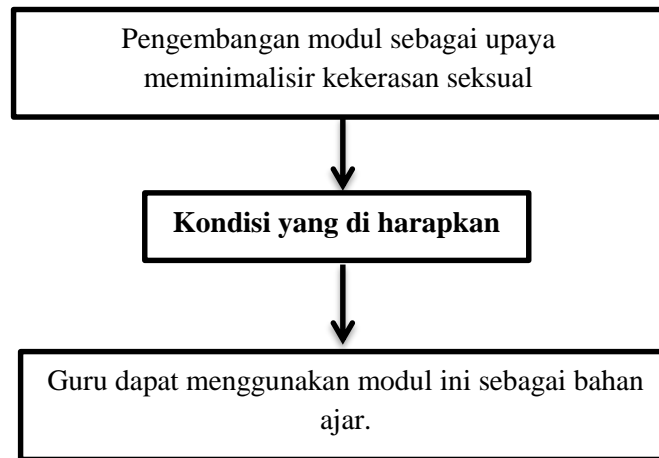 Pengembangan modul sebagai upaya
meminimalisir kekerasan seksual
Kondisi yang di harapkan
Guru dapat menggunakan modul ini sebagai bahan
ajar.